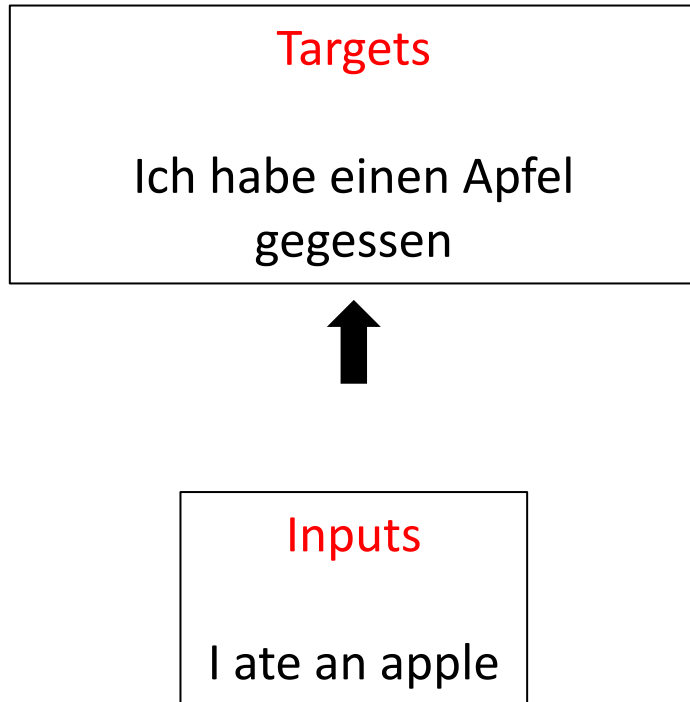 Targets
Ich habe einen Apfel
gegessen
Inputs
I ate an apple